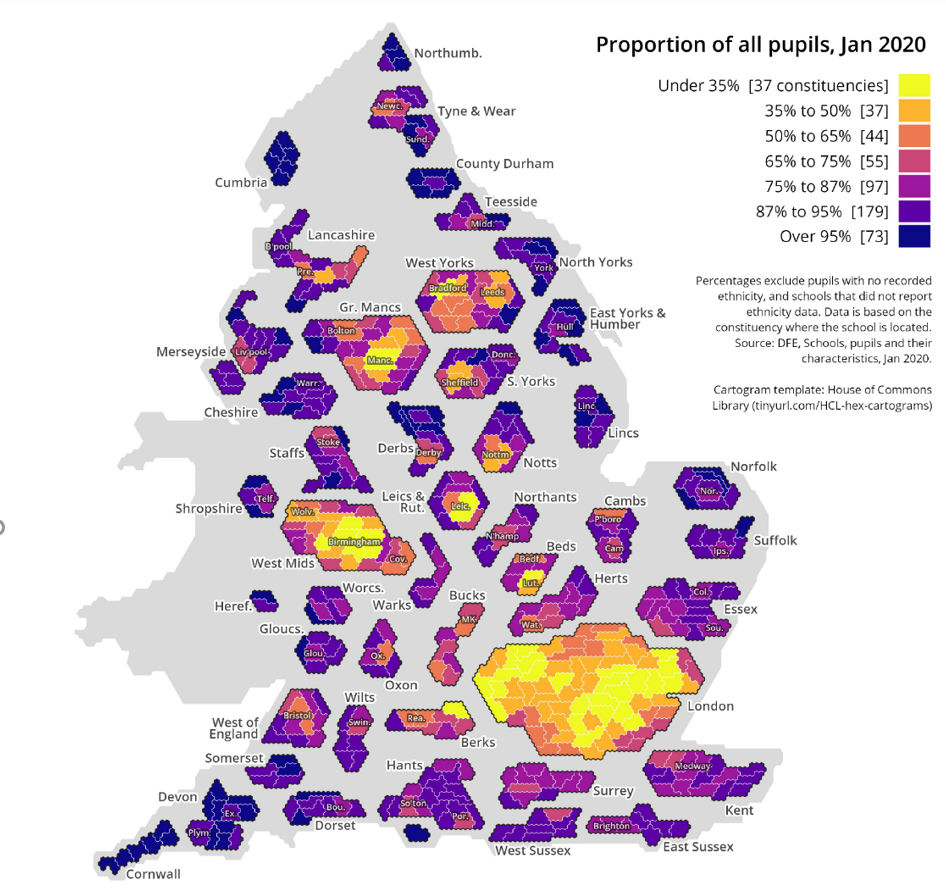 Proportion of all pupils, Jan 2020
Under 35% [37 constituencies]
35% to 50% [37]
50% to 65% [44]
65% to 75% [55]
75% to 87% [97]
87% to 95% [179]
Over 95% [73]
Percentages exclude pupils with no recorded
ethnicity, and schools that did not report
ethnicity data. Data is based on the
constituency where the school is located.
Source: DFE, Schools, pupils and their
characteristics, Jan 2020.
Cartogram template: House of Commons
Library (tinyurl.com/HCL-hex-cartograms)
Northumb.
Newc.
Tyne & Wear
Sund.
County Durham
Cumbria
Teesside
Midd.
Lancashire
B'pool
Pre.
West Yorks
Bradford
Leeds
North Yorks
York
Gr. Mancs
Bolton
Manc.
East Yorks &
Humber
Hull
Merseyside
Liv'pool
Donc.
Sheffield
S. Yorks
Warr.
Cheshire
Linc
Lincs
Staffs
Stoke
Derbs
Derby
Nottm
Notts
Norfolk
Nor.
Shropshire
Telf.
Leics &
Rut.
Leic.
Northants
N'hamp
Cambs
P'boro
Cam
Suffolk
Ips.
Wolv.
Birmingham
Cov.
West Mids
Beds
Bedf.
Lut.
Herts
Wat.
Heref.
Worcs.
Warks
Bucks
MK
Col.
Essex
Sou.
Gloucs.
Glou.
Ox.
Oxon
London
Wilts
Swin.
West of
England
Bristol
Rea.
Berks
Somerset
Hants
So'ton
Por.
Surrey
Medway
Kent
Devon
Ex.
Plym
Bou.
Dorset
West Sussex
Brighton
East Sussex
Cornwall